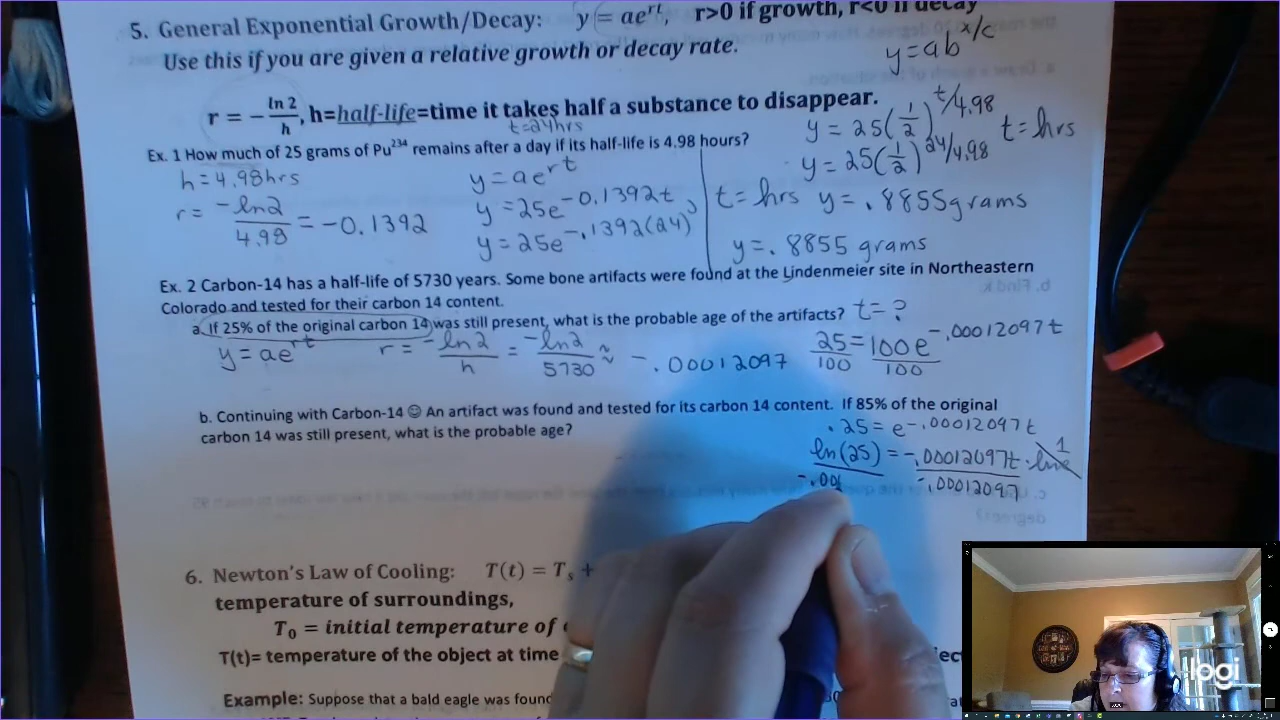 5. General Exponential Growth/Decay: y = ae^rt, r>0 if growth, r<0 if decay
Use this if you are given a relative growth or decay rate.
y = ab^x/c
r = - ln 2 / h, h=half-life=time it takes half a substance to disappear.
t=24hrs
Ex. 1 How much of 25 grams of Pu^234 remains after a day if its half-life is 4.98 hours?
h = 4.98hrs
r = -ln2 / 4.98 = -0.1392
y = ae^rt
y = 25e^-0.1392t
y = 25e^-.1392(24)
t = hrs
y = .8855 grams
y = 25(1/2)^t/4.98 t = hrs
y = 25(1/2)^24/4.98
y = .8855grams
Ex. 2 Carbon-14 has a half-life of 5730 years. Some bone artifacts were found at the Lindenmeier site in Northeastern
Colorado and tested for their carbon 14 content.
a. If 25% of the original carbon 14 was still present, what is the probable age of the artifacts? t = ?
y = ae^rt r = -ln2 / h = -ln2 / 5730 ≈ -.00012097
25 / 100 = 100e^-.00012097t / 100
b. Continuing with Carbon-14 ☺ An artifact was found and tested for its carbon 14 content. If 85% of the original
carbon 14 was still present, what is the probable age?
.25 = e^-.00012097t
ln(25) = -.00012097t · lne 1
-.00 -.00012097
6. Newton's Law of Cooling: T(t) = T_s +
temperature of surroundings,
T_0 = initial temperature of
T(t)= temperature of the object at time
Example: Suppose that a bald eagle was found
logi